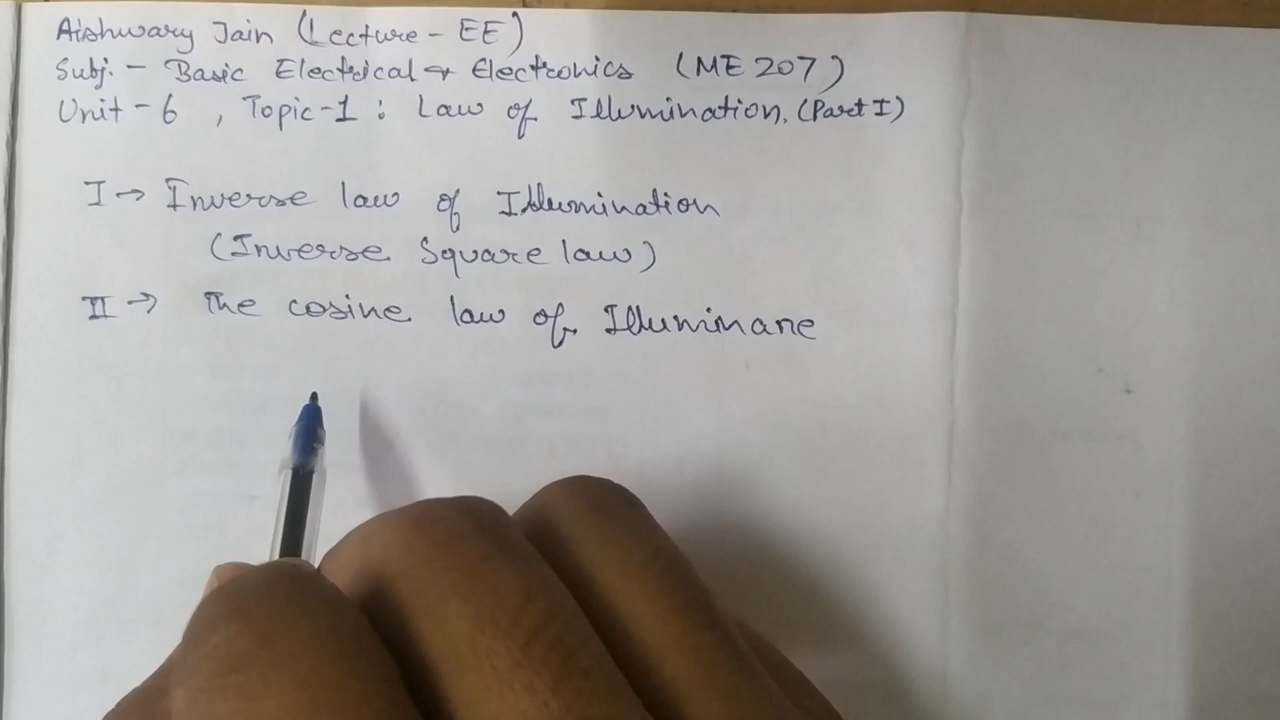 Aishwary Jain (Lecture - EE)
Subj. - Basic Electrical & Electronics (ME 207)
Unit - 6 , Topic - 1 : Law of Illumination. (Part I)
I → Inverse law of Illumination
(Inverse Square law)
II → The cosine law of Illuminane